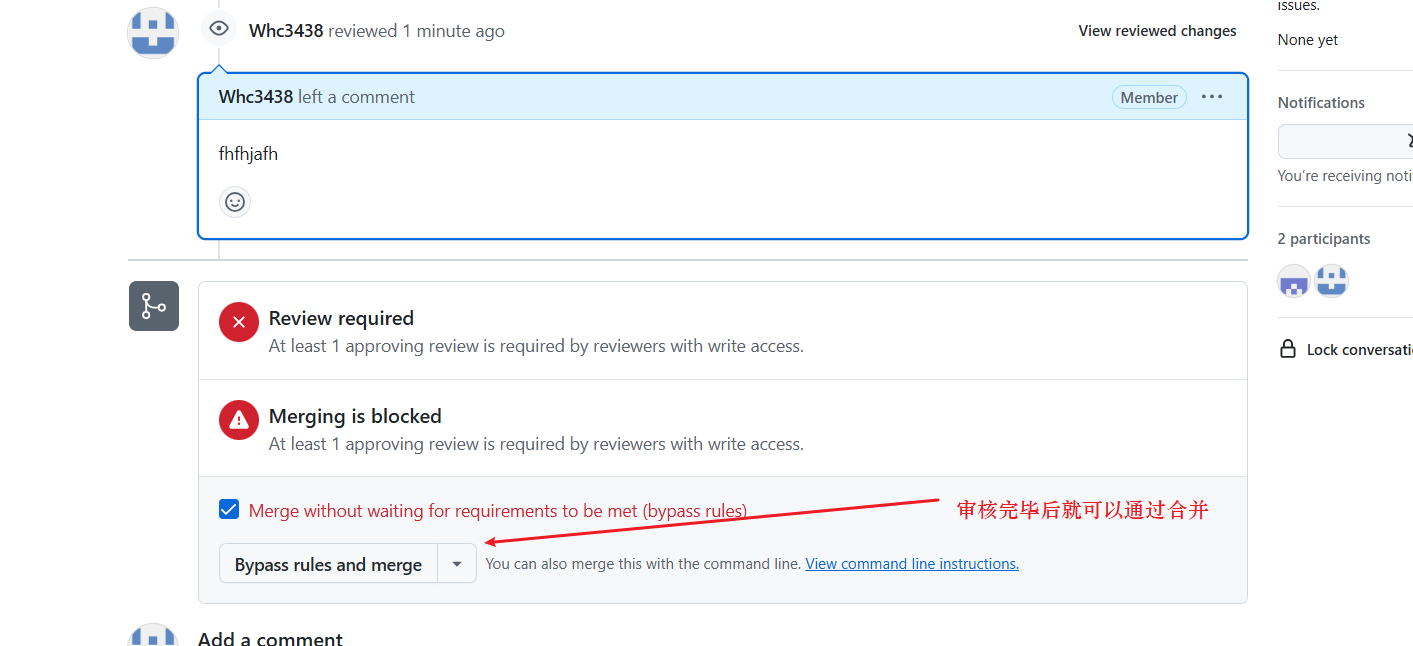 issues.
Whc3438 reviewed 1 minute ago
View reviewed changes
None yet
Whc3438 left a comment
Member
Notifications
fhfhjafh
You're receiving noti
2 participants
Review required
At least 1 approving review is required by reviewers with write access.
Lock conversati
Merging is blocked
At least 1 approving review is required by reviewers with write access.
Merge without waiting for requirements to be met (bypass rules)
审核完毕后就可以通过合并
Bypass rules and merge
You can also merge this with the command line. View command line instructions.
Add a comment